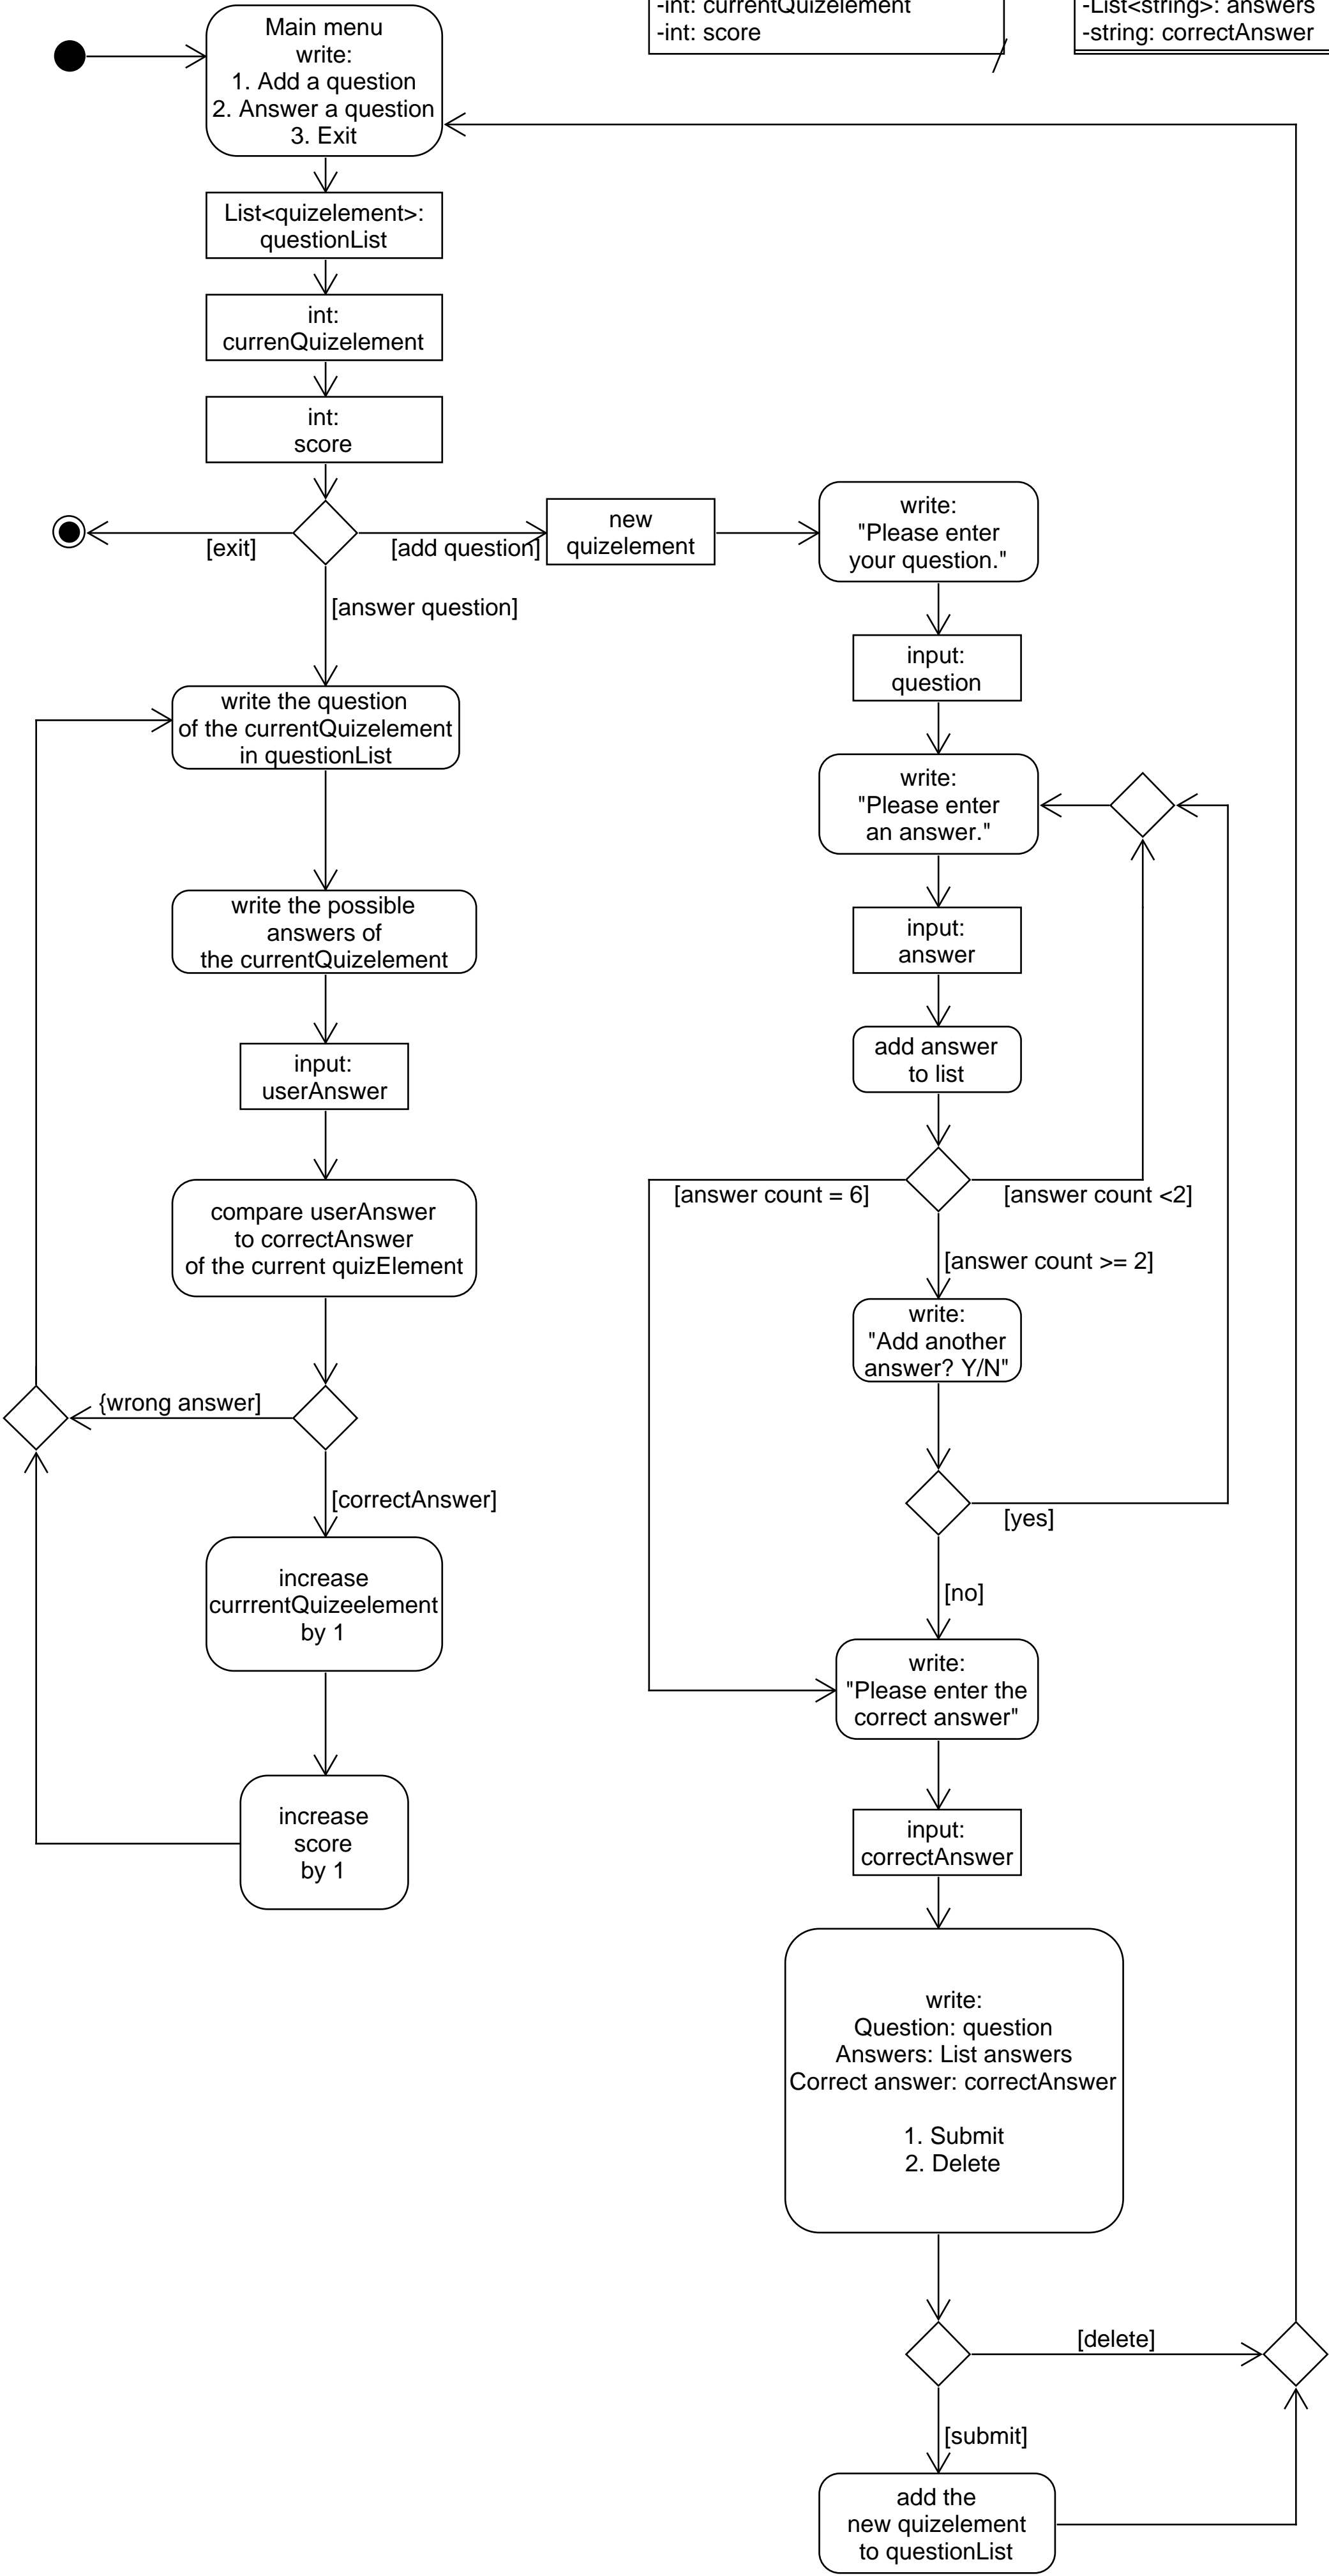 -int: currentQuizelement
-int: score
-List<string>: answers
-string: correctAnswer
Main menu
write:
1. Add a question
2. Answer a question
3. Exit
List<quizelement>:
questionList
int:
currenQuizelement
int:
score
[exit]
[add question]
[answer question]
new
quizelement
write:
"Please enter
your question."
input:
question
write:
"Please enter
an answer."
input:
answer
add answer
to list
[answer count = 6]
[answer count <2]
[answer count >= 2]
write:
"Add another
answer? Y/N"
[yes]
[no]
write:
"Please enter the
correct answer"
input:
correctAnswer
write:
Question: question
Answers: List answers
Correct answer: correctAnswer
1. Submit
2. Delete
[delete]
[submit]
add the
new quizelement
to questionList
write the question
of the currentQuizelement
in questionList
write the possible
answers of
the currentQuizelement
input:
userAnswer
compare userAnswer
to correctAnswer
of the current quizElement
{wrong answer]
[correctAnswer]
increase
currrentQuizeelement
by 1
increase
score
by 1